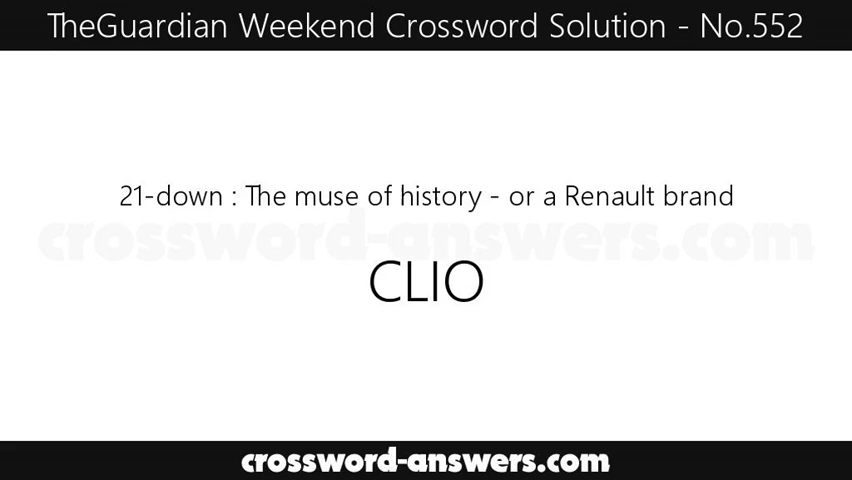 TheGuardian Weekend Crossword Solution - No.552
21-down : The muse of history - or a Renault brand
crossword-answers.com
CLIO
crossword-answers.com